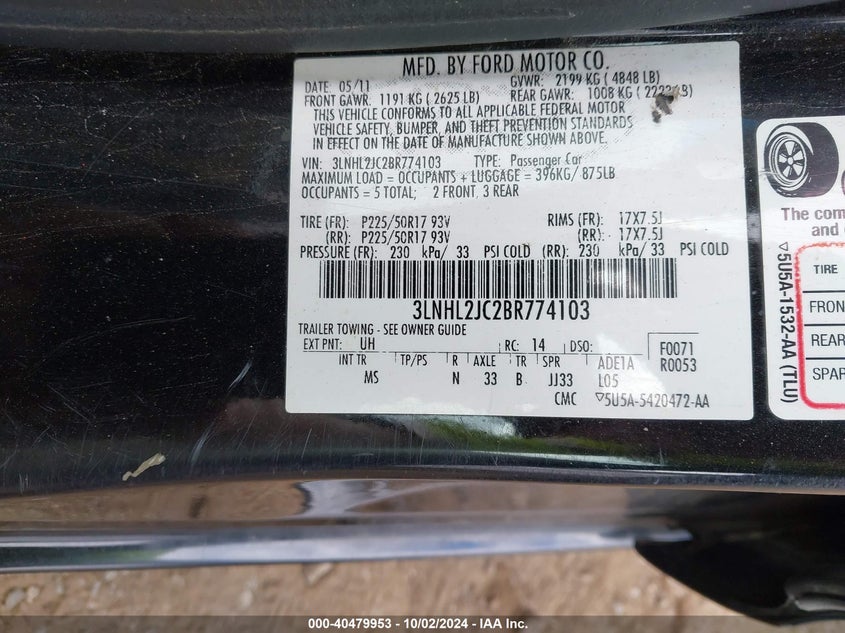 MFD. BY FORD MOTOR CO.
DATE: 05/11 GVWR: 2199 KG ( 4848 LB)
FRONT GAWR: 1191 KG ( 2625 LB) REAR GAWR: 1008 KG ( 2222 LB)
THIS VEHICLE CONFORMS TO ALL APPLICABLE FEDERAL MOTOR
VEHICLE SAFETY, BUMPER, AND THEFT PREVENTION STANDARDS
IN EFFECT ON THE DATE OF MANUFACTURE SHOWN ABOVE.
VIN: 3LNHL2JC2BR774103 TYPE: Passenger Car
MAXIMUM LOAD = OCCUPANTS + LUGGAGE = 396KG/ 875LB
OCCUPANTS = 5 TOTAL; 2 FRONT, 3 REAR
TIRE (FR): P225/50R17 93V RIMS (FR): 17X7.5J
(RR): P225/50R17 93V (RR): 17X7.5J
PRESSURE (FR): 230 kPa/ 33 PSI COLD (RR): 230 kPa/ 33 PSI COLD
3LNHL2JC2BR774103
TRAILER TOWING - SEE OWNER GUIDE
EXT PNT: UH RC: 14 DSO: F0071
R0053
INT TR TP/PS R AXLE TR SPR ADE1A
MS N 33 B JJ33 L05
CMC ▽5U5A-5420472-AA
▽5U5A-1532-AA (TLU)
The com
and
TIRE
FRON
REAR
SPAR
000-40479953 - 10/02/2024 - IAA Inc.